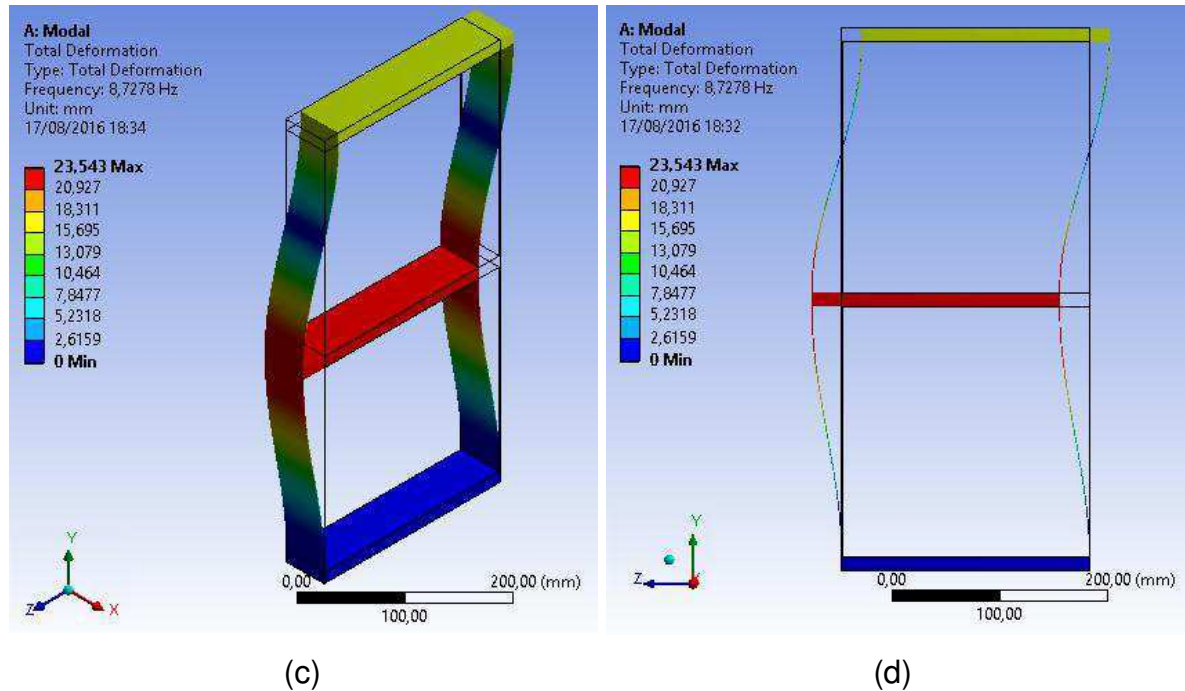 A: Modal
Total Deformation
Type: Total Deformation
Frequency: 8,7278 Hz
Unit: mm
17/08/2016 18:34
23,543 Max
20,927
18,311
15,695
13,079
10,464
7,8477
5,2318
2,6159
0 Min
Y
Z
X
0,00
200,00 (mm)
100,00
(c)
A: Modal
Total Deformation
Type: Total Deformation
Frequency: 8,7278 Hz
Unit: mm
17/08/2016 18:32
23,543 Max
20,927
18,311
15,695
13,079
10,464
7,8477
5,2318
2,6159
0 Min
Y
Z
X
0,00
200,00 (mm)
100,00
(d)